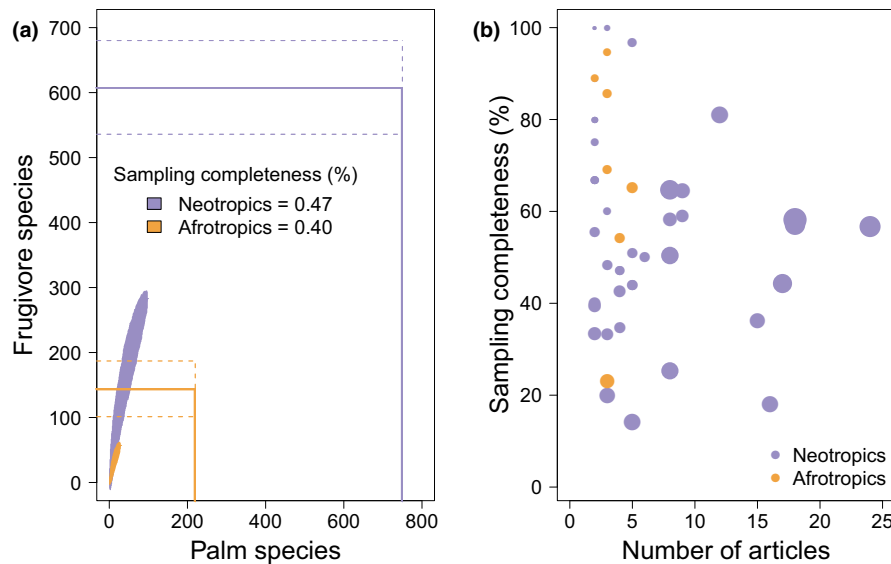 (a)
700
600
500
400
300
200
100
0
Frugivore species
Sampling completeness (%)
Neotropics = 0.47
Afrotropics = 0.40
0 200 400 600 800
Palm species
(b)
100
80
60
40
20
0
Sampling completeness (%)
Neotropics
Afrotropics
0 5 10 15 20 25
Number of articles